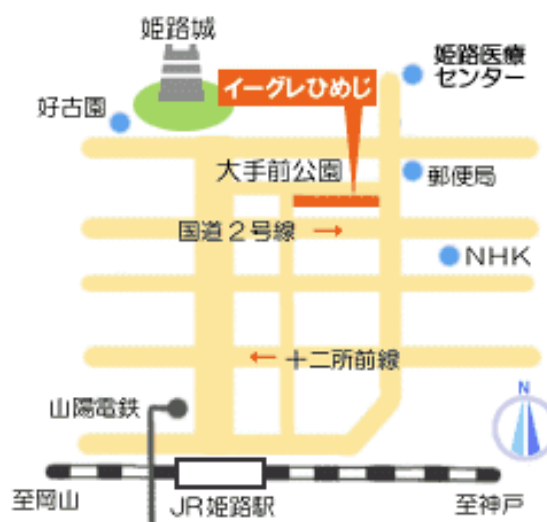 姫路城
姫路医療
センター
イーグレひめじ
好古園
大手前公園
郵便局
国道2号線 →
NHK
← 十二所前線
N
山陽電鉄
至岡山
JR姫路駅
至神戸